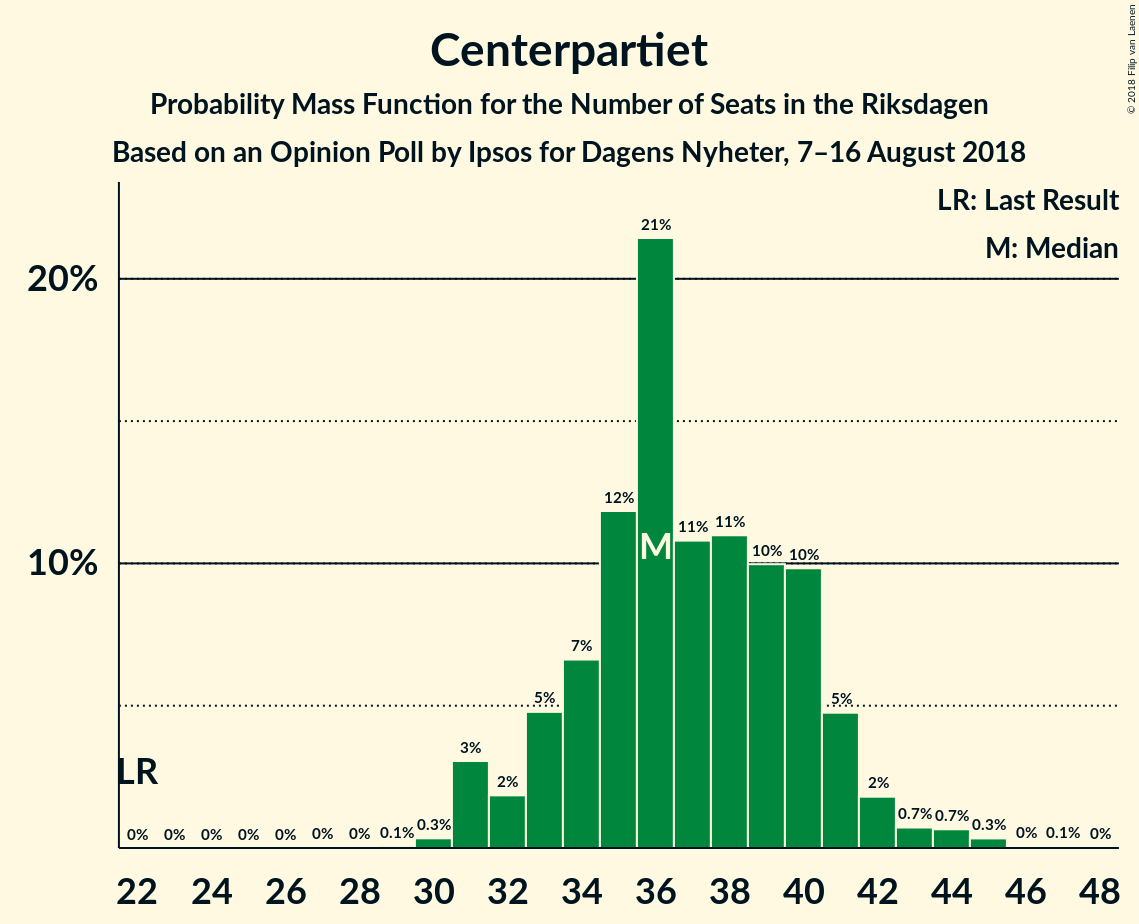 Centerpartiet
Probability Mass Function for the Number of Seats in the Riksdagen
Based on an Opinion Poll by Ipsos for Dagens Nyheter, 7–16 August 2018
© 2018 Filip van Laenen
LR: Last Result
M: Median
20%
10%
LR
M
0% 0% 0% 0% 0% 0% 0% 0.1% 0.3% 3% 2% 5% 7% 12% 21% 11% 11% 10% 10% 5% 2% 0.7% 0.7% 0.3% 0% 0.1% 0%
22 24 26 28 30 32 34 36 38 40 42 44 46 48